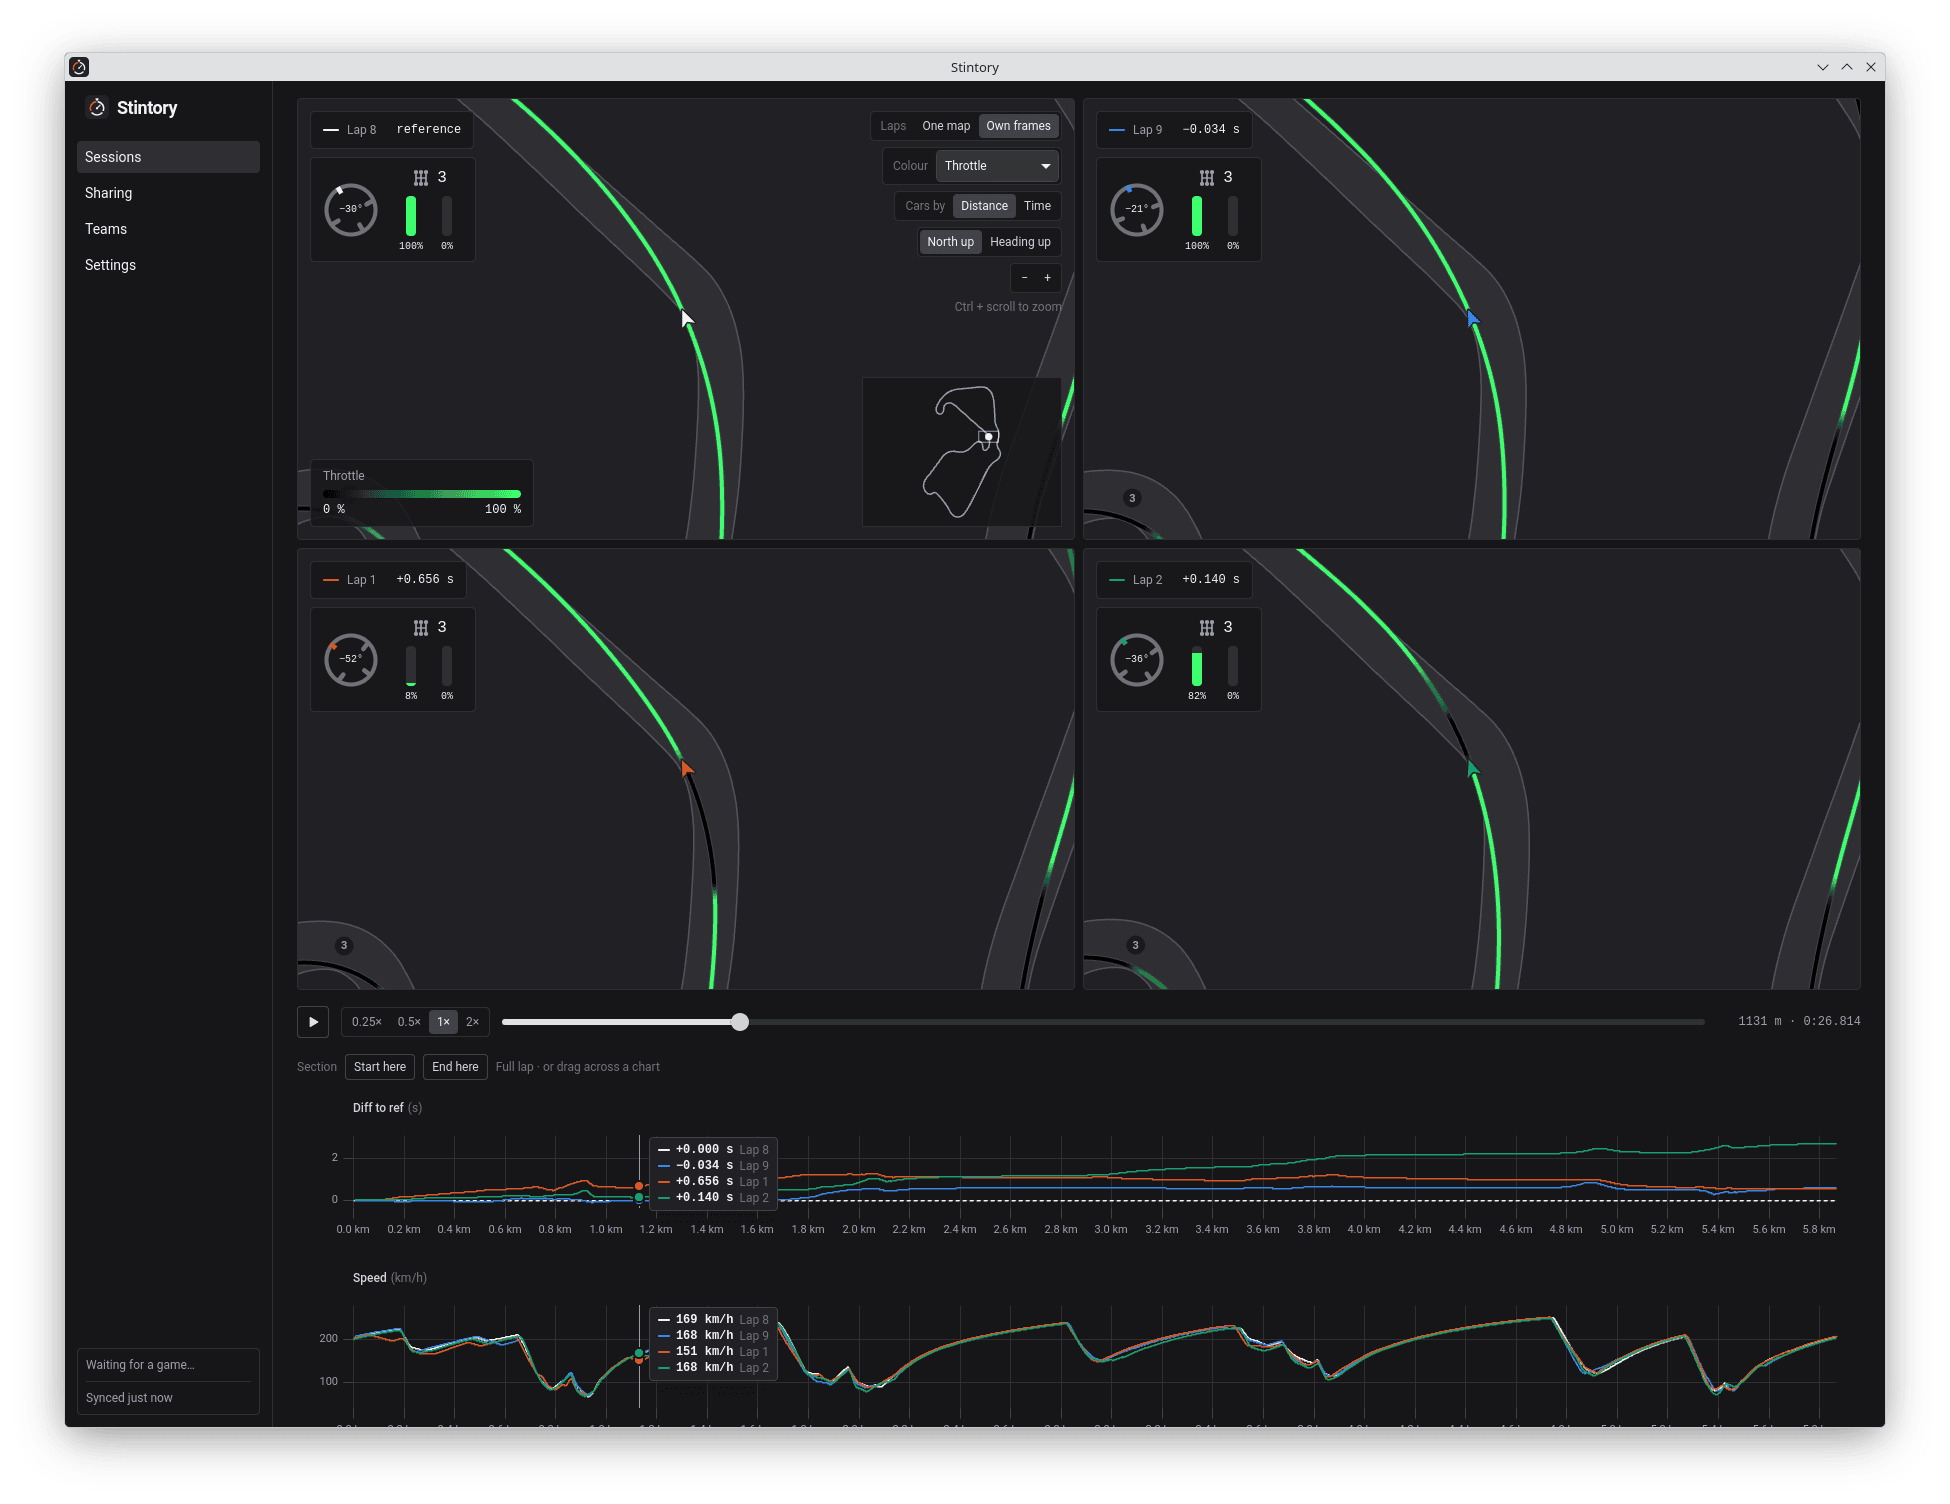 Stintory
Stintory
Sessions
Sharing
Teams
Settings
Waiting for a game...
Synced just now
Lap 8 reference
3
−30°
100% 0%
Laps One map Own frames
Colour Throttle
Cars by Distance Time
North up Heading up
- +
Ctrl + scroll to zoom
Throttle
0 % 100 %
Lap 9 −0.034 s
3
−21°
100% 0%
3
Lap 1 +0.656 s
3
−52°
8% 0%
3
Lap 2 +0.140 s
3
−36°
82% 0%
3
0.25× 0.5× 1× 2×
1131 m · 0:26.814
Section Start here End here Full lap · or drag across a chart
Diff to ref (s)
+0.000 s Lap 8
−0.034 s Lap 9
+0.656 s Lap 1
+0.140 s Lap 2
2
0
0.0 km 0.2 km 0.4 km 0.6 km 0.8 km 1.0 km 1.2 km 1.4 km 1.6 km 1.8 km 2.0 km 2.2 km 2.4 km 2.6 km 2.8 km 3.0 km 3.2 km 3.4 km 3.6 km 3.8 km 4.0 km 4.2 km 4.4 km 4.6 km 4.8 km 5.0 km 5.2 km 5.4 km 5.6 km 5.8 km
Speed (km/h)
169 km/h Lap 8
168 km/h Lap 9
151 km/h Lap 1
168 km/h Lap 2
200
100